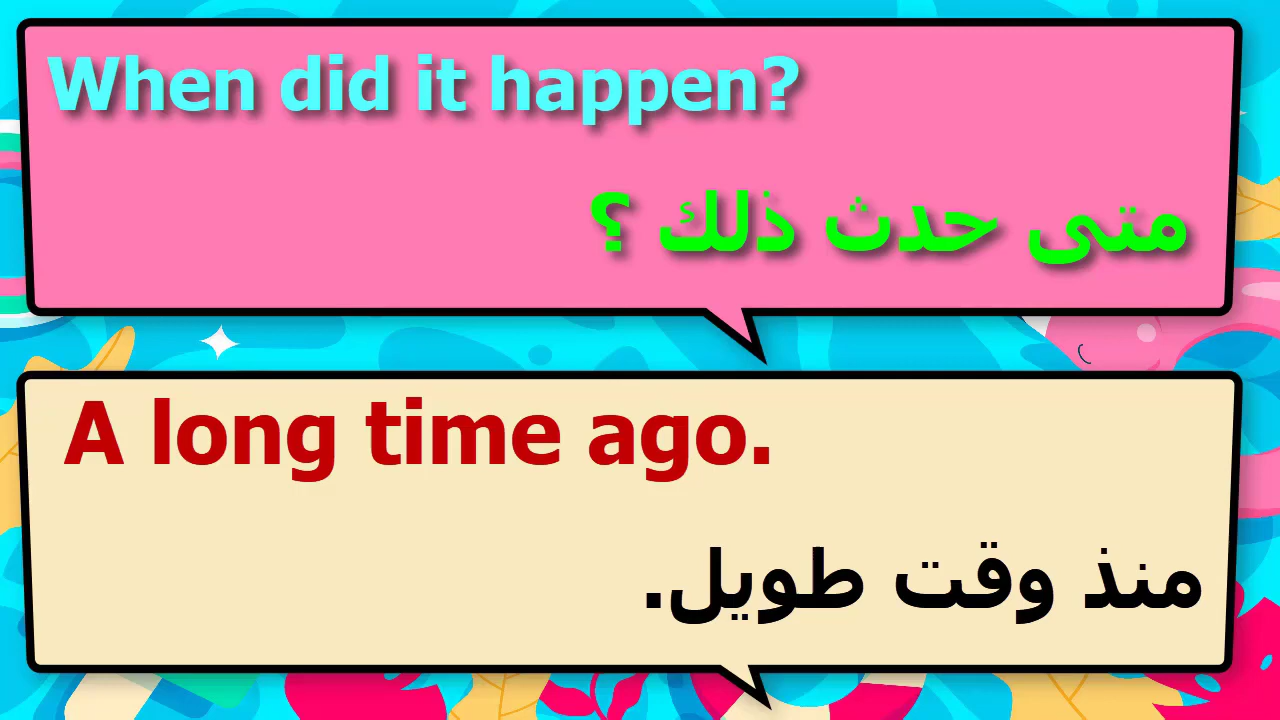 When did it happen?
متى حدث ذلك ؟
A long time ago.
منذ وقت طويل.